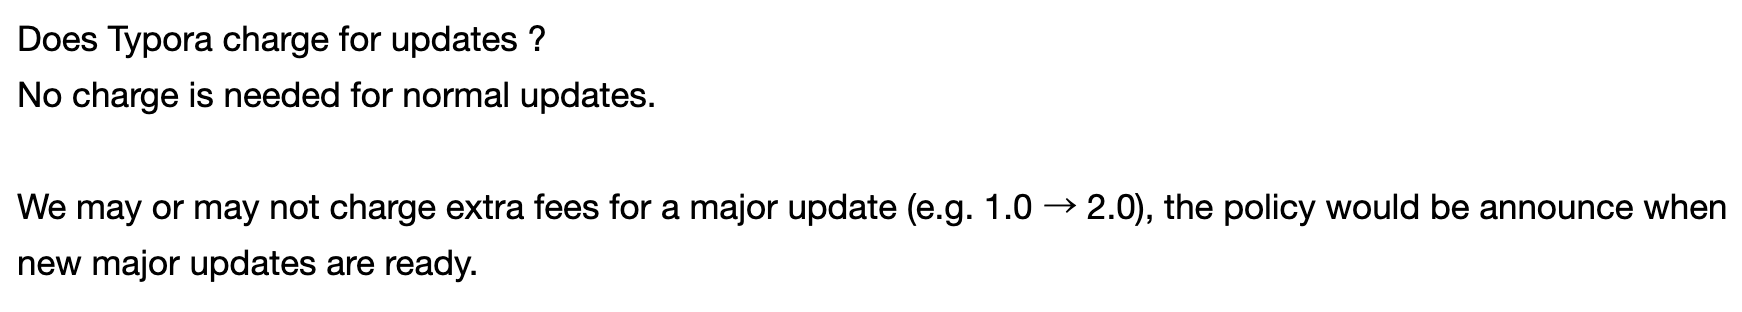 Does Typora charge for updates ?
No charge is needed for normal updates.
We may or may not charge extra fees for a major update (e.g. 1.0 → 2.0), the policy would be announce when
new major updates are ready.